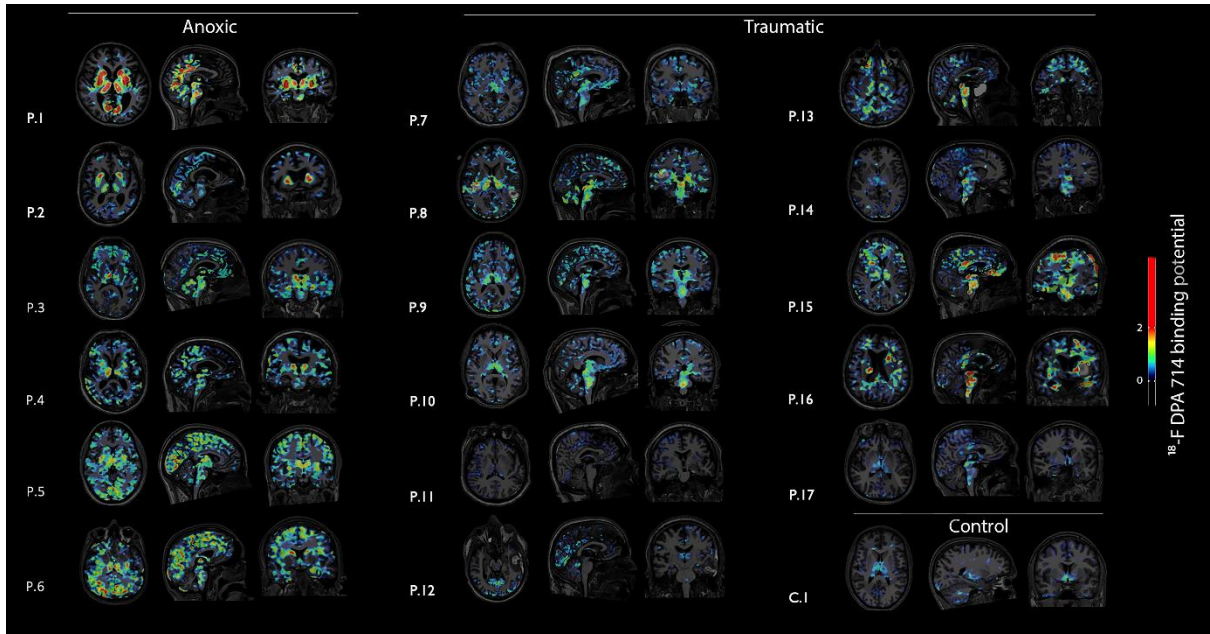 Anoxic
Traumatic
P.1
P.7
P.13
P.2
P.8
P.14
P.3
P.9
P.15
P.4
P.10
P.16
P.5
P.11
P.17
P.6
P.12
Control
C.1
2
0
¹⁸-F DPA 714 binding potential